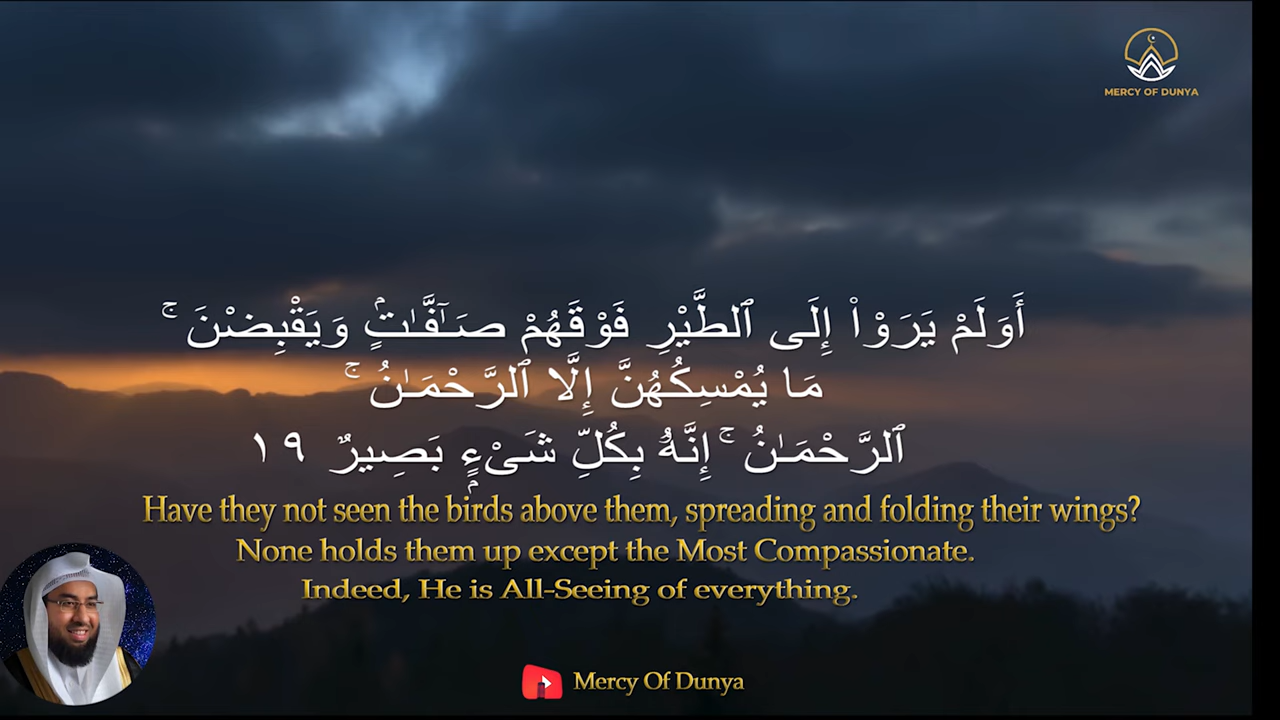 MERCY OF DUNYA
أَوَلَمْ يَرَوْا۟ إِلَى ٱلطَّيْرِ فَوْقَهُمْ صَـٰٓفَّـٰتٍۢ وَيَقْبِضْنَ ۚ
مَا يُمْسِكُهُنَّ إِلَّا ٱلرَّحْمَـٰنُ ۚ
ٱلرَّحْمَـٰنُ ۚ إِنَّهُۥ بِكُلِّ شَىْءٍۭ بَصِيرٌ ١٩
Have they not seen the birds above them, spreading and folding their wings?
None holds them up except the Most Compassionate.
Indeed, He is All-Seeing of everything.
Mercy Of Dunya